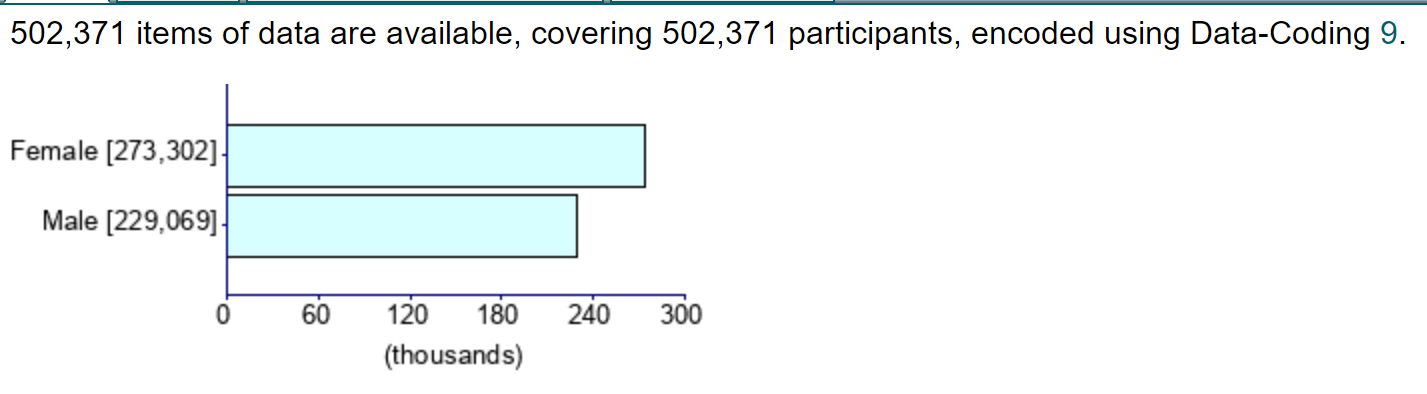 502,371 items of data are available, covering 502,371 participants, encoded using Data-Coding 9.
Female [273,302]
Male [229,069]
0 60 120 180 240 300
(thousands)